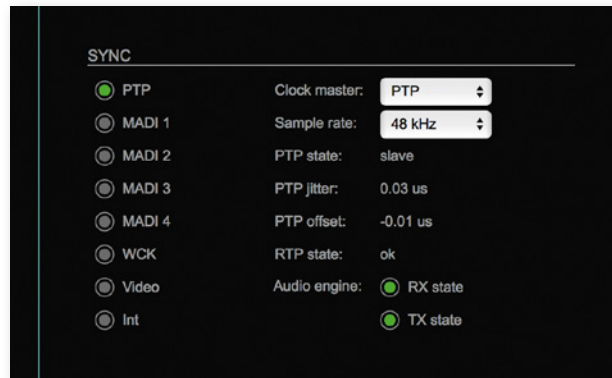 SYNC
PTP Clock master: PTP
MADI 1 Sample rate: 48 kHz
MADI 2 PTP state: slave
MADI 3 PTP jitter: 0.03 us
MADI 4 PTP offset: -0.01 us
WCK RTP state: ok
Video Audio engine: RX state
Int TX state